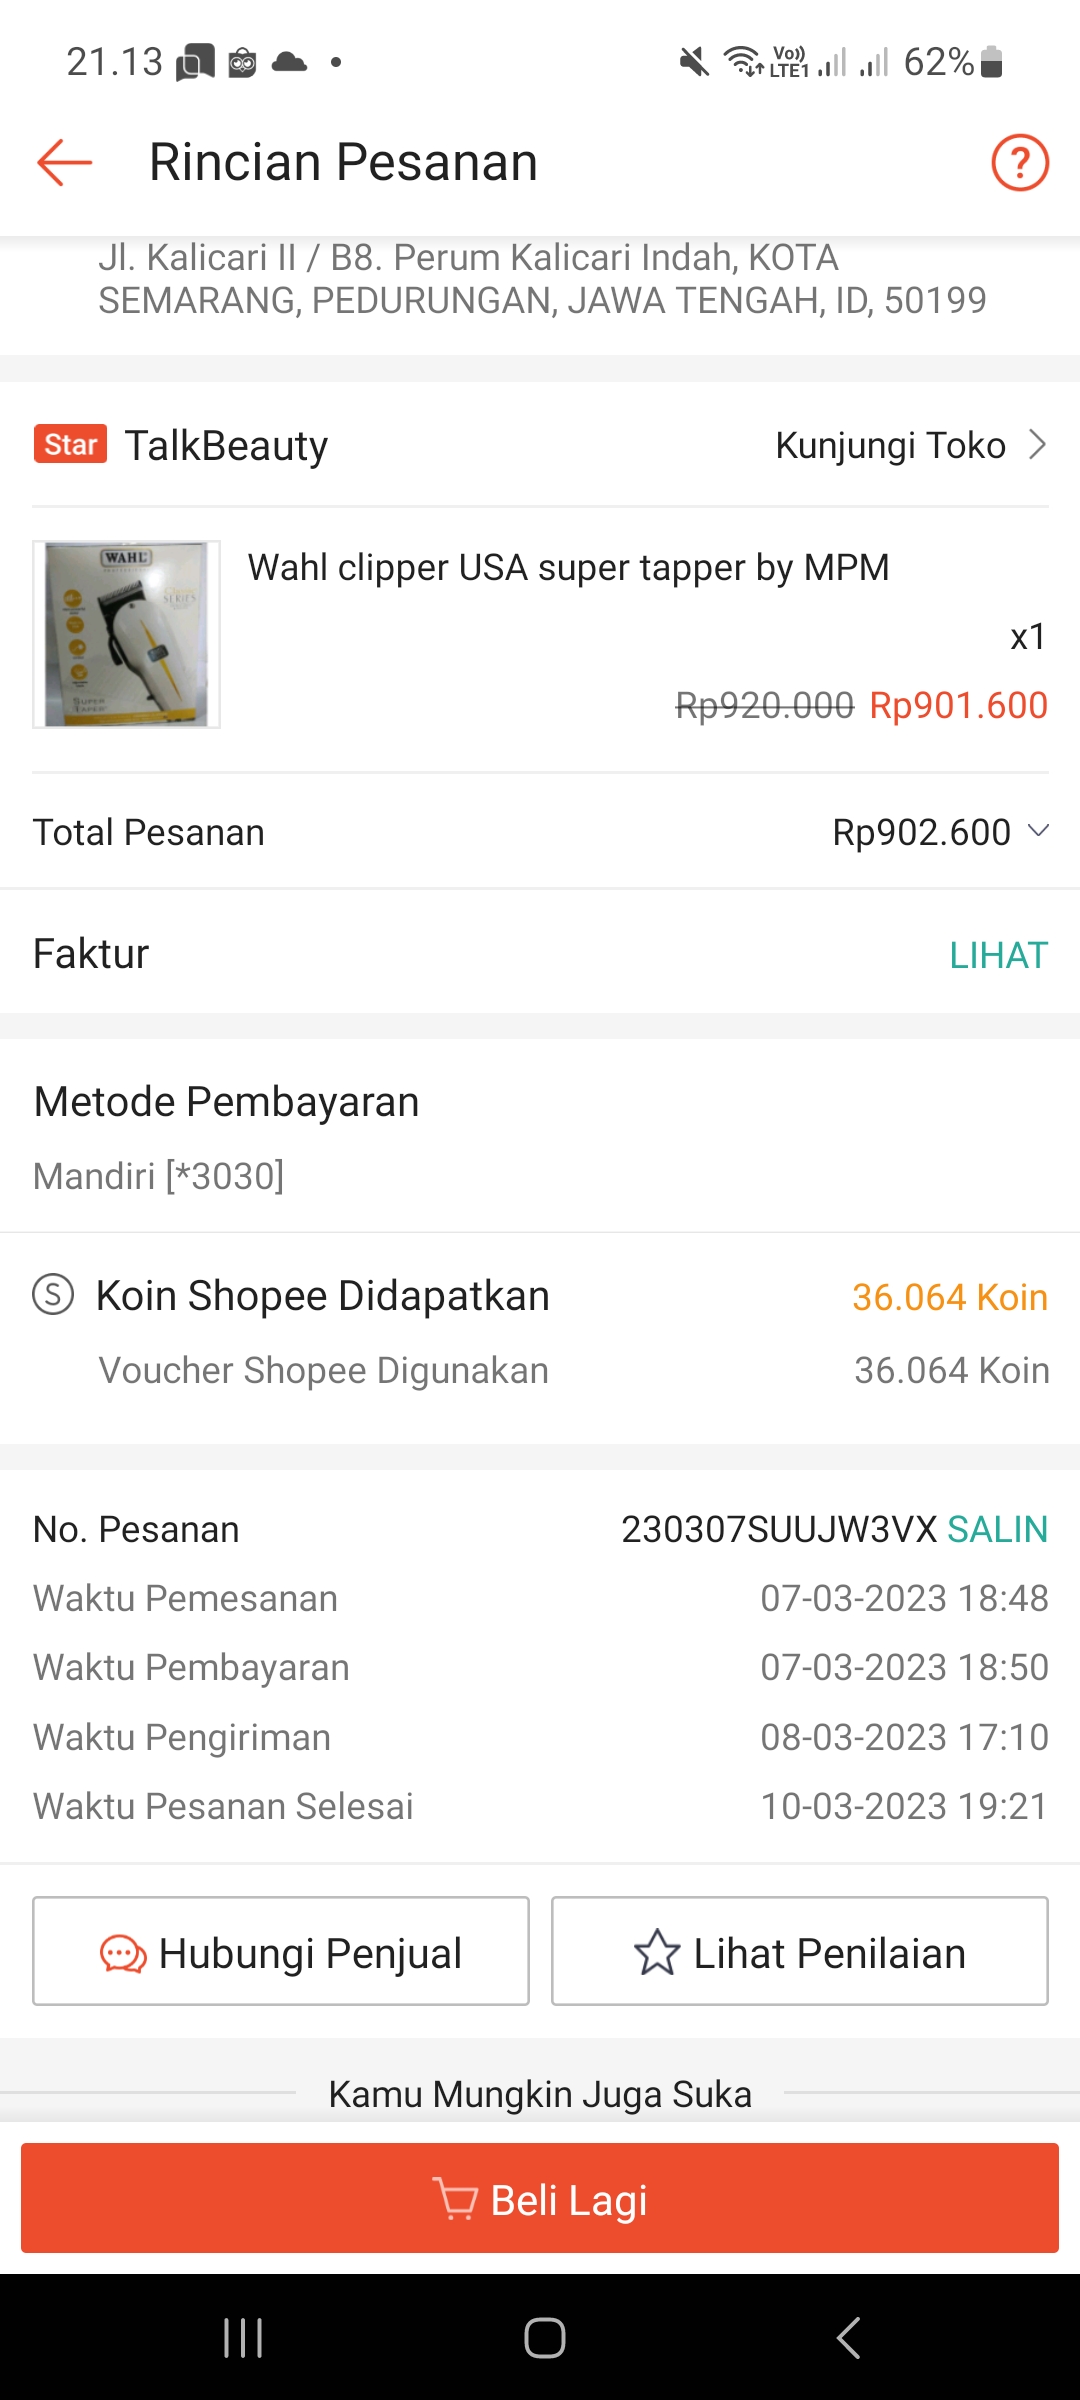 21.13
Vo)) LTE1 62%
Rincian Pesanan
?
Jl. Kalicari II / B8. Perum Kalicari Indah, KOTA
SEMARANG, PEDURUNGAN, JAWA TENGAH, ID, 50199
Star TalkBeauty Kunjungi Toko
WAHL
SERIES
SUPER
TAPER
Wahl clipper USA super tapper by MPM
x1
Rp920.000 Rp901.600
Total Pesanan Rp902.600
Faktur LIHAT
Metode Pembayaran
Mandiri [*3030]
S Koin Shopee Didapatkan 36.064 Koin
Voucher Shopee Digunakan 36.064 Koin
No. Pesanan 230307SUUJW3VX SALIN
Waktu Pemesanan 07-03-2023 18:48
Waktu Pembayaran 07-03-2023 18:50
Waktu Pengiriman 08-03-2023 17:10
Waktu Pesanan Selesai 10-03-2023 19:21
Hubungi Penjual Lihat Penilaian
Kamu Mungkin Juga Suka
Beli Lagi